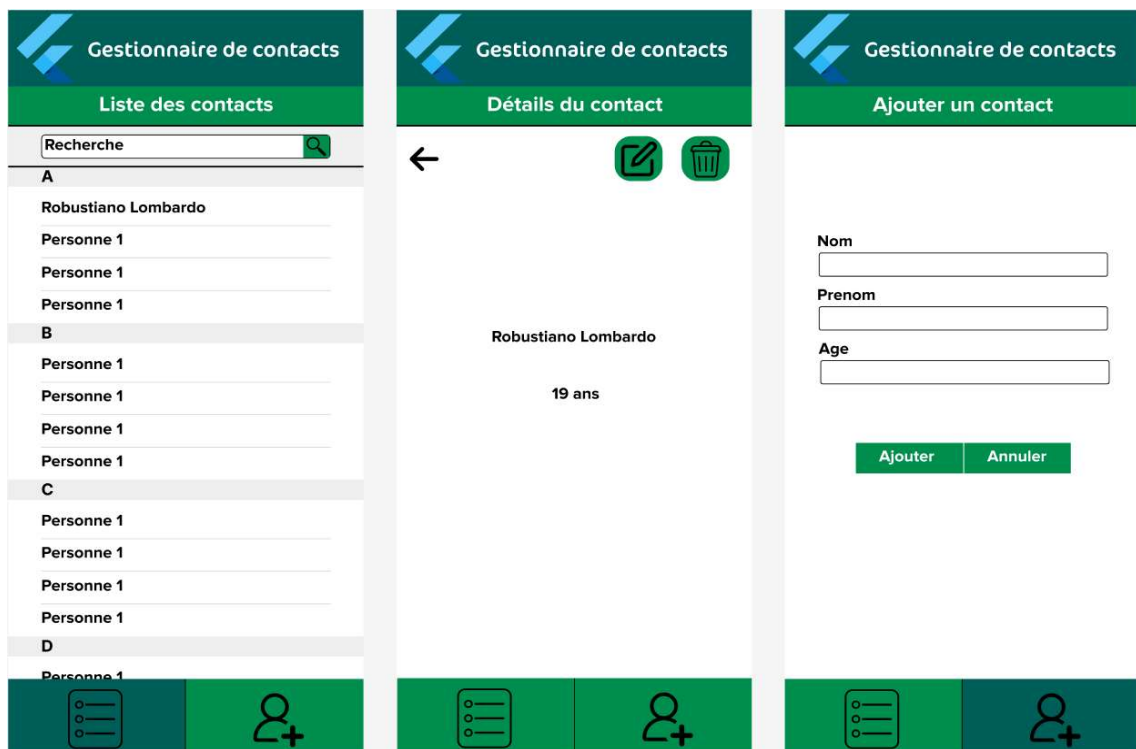 Gestionnaire de contacts
Liste des contacts
Recherche
A
Robustiano Lombardo
Personne 1
Personne 1
Personne 1
B
Personne 1
Personne 1
Personne 1
Personne 1
C
Personne 1
Personne 1
Personne 1
Personne 1
D
Personne 1
Gestionnaire de contacts
Détails du contact
Robustiano Lombardo
19 ans
Gestionnaire de contacts
Ajouter un contact
Nom
Prenom
Age
Ajouter
Annuler